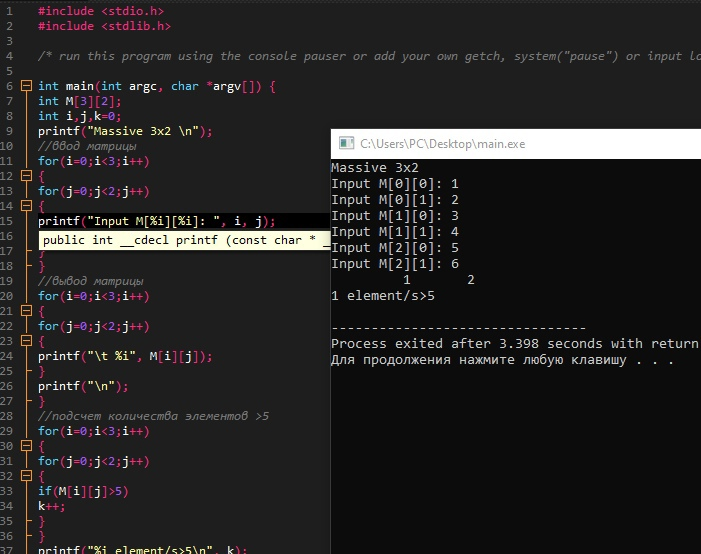 1 #include <stdio.h>
2 #include <stdlib.h>
3
4 /* run this program using the console pauser or add your own getch, system("pause") or input
5
6 int main(int argc, char *argv[]) {
7 int M[3][2];
8 int i,j,k=0;
9 printf("Massive 3x2 \n");
10 //ввод матрицы
11 for(i=0;i<3;i++)
12 {
13 for(j=0;j<2;j++)
14 {
15 printf("Input M[%i][%i]: ", i, j);
16 public int __cdecl printf (const char * _
17 }
18 }
19 //вывод матрицы
20 for(i=0;i<3;i++)
21 {
22 for(j=0;j<2;j++)
23 {
24 printf("\t %i", M[i][j]);
25 }
26 printf("\n");
27 }
28 //подсчет количества элементов >5
29 for(i=0;i<3;i++)
30 {
31 for(j=0;j<2;j++)
32 {
33 if(M[i][j]>5)
34 k++;
35 }
36 }
37 printf("%i element/s>5\n", k);
C:\Users\PC\Desktop\main.exe
Massive 3x2
Input M[0][0]: 1
Input M[0][1]: 2
Input M[1][0]: 3
Input M[1][1]: 4
Input M[2][0]: 5
Input M[2][1]: 6
1 2
1 element/s>5
--------------------------------
Process exited after 3.398 seconds with return
Для продолжения нажмите любую клавишу . . .